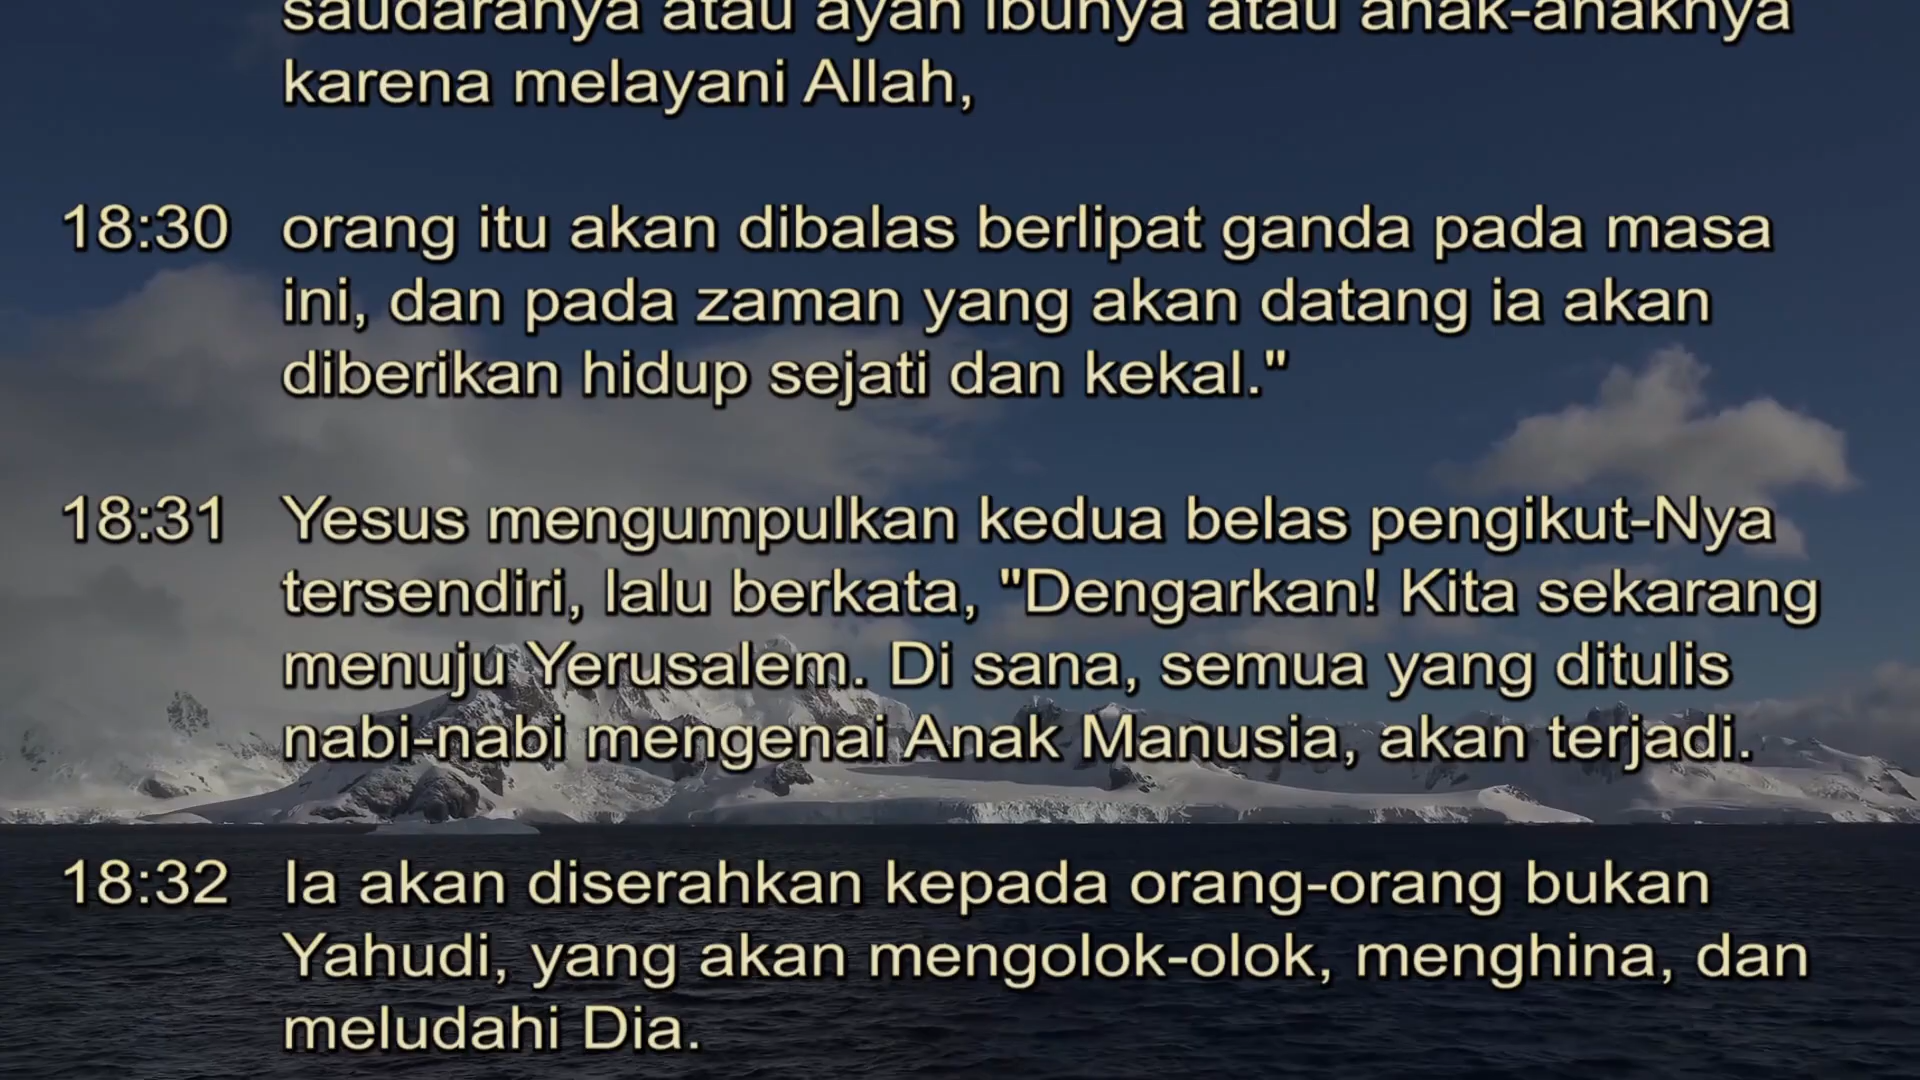 saudaranya atau ayah ibunya atau anak-anaknya
karena melayani Allah,
18:30 orang itu akan dibalas berlipat ganda pada masa
ini, dan pada zaman yang akan datang ia akan
diberikan hidup sejati dan kekal."
18:31 Yesus mengumpulkan kedua belas pengikut-Nya
tersendiri, lalu berkata, "Dengarkan! Kita sekarang
menuju Yerusalem. Di sana, semua yang ditulis
nabi-nabi mengenai Anak Manusia, akan terjadi.
18:32 Ia akan diserahkan kepada orang-orang bukan
Yahudi, yang akan mengolok-olok, menghina, dan
meludahi Dia.